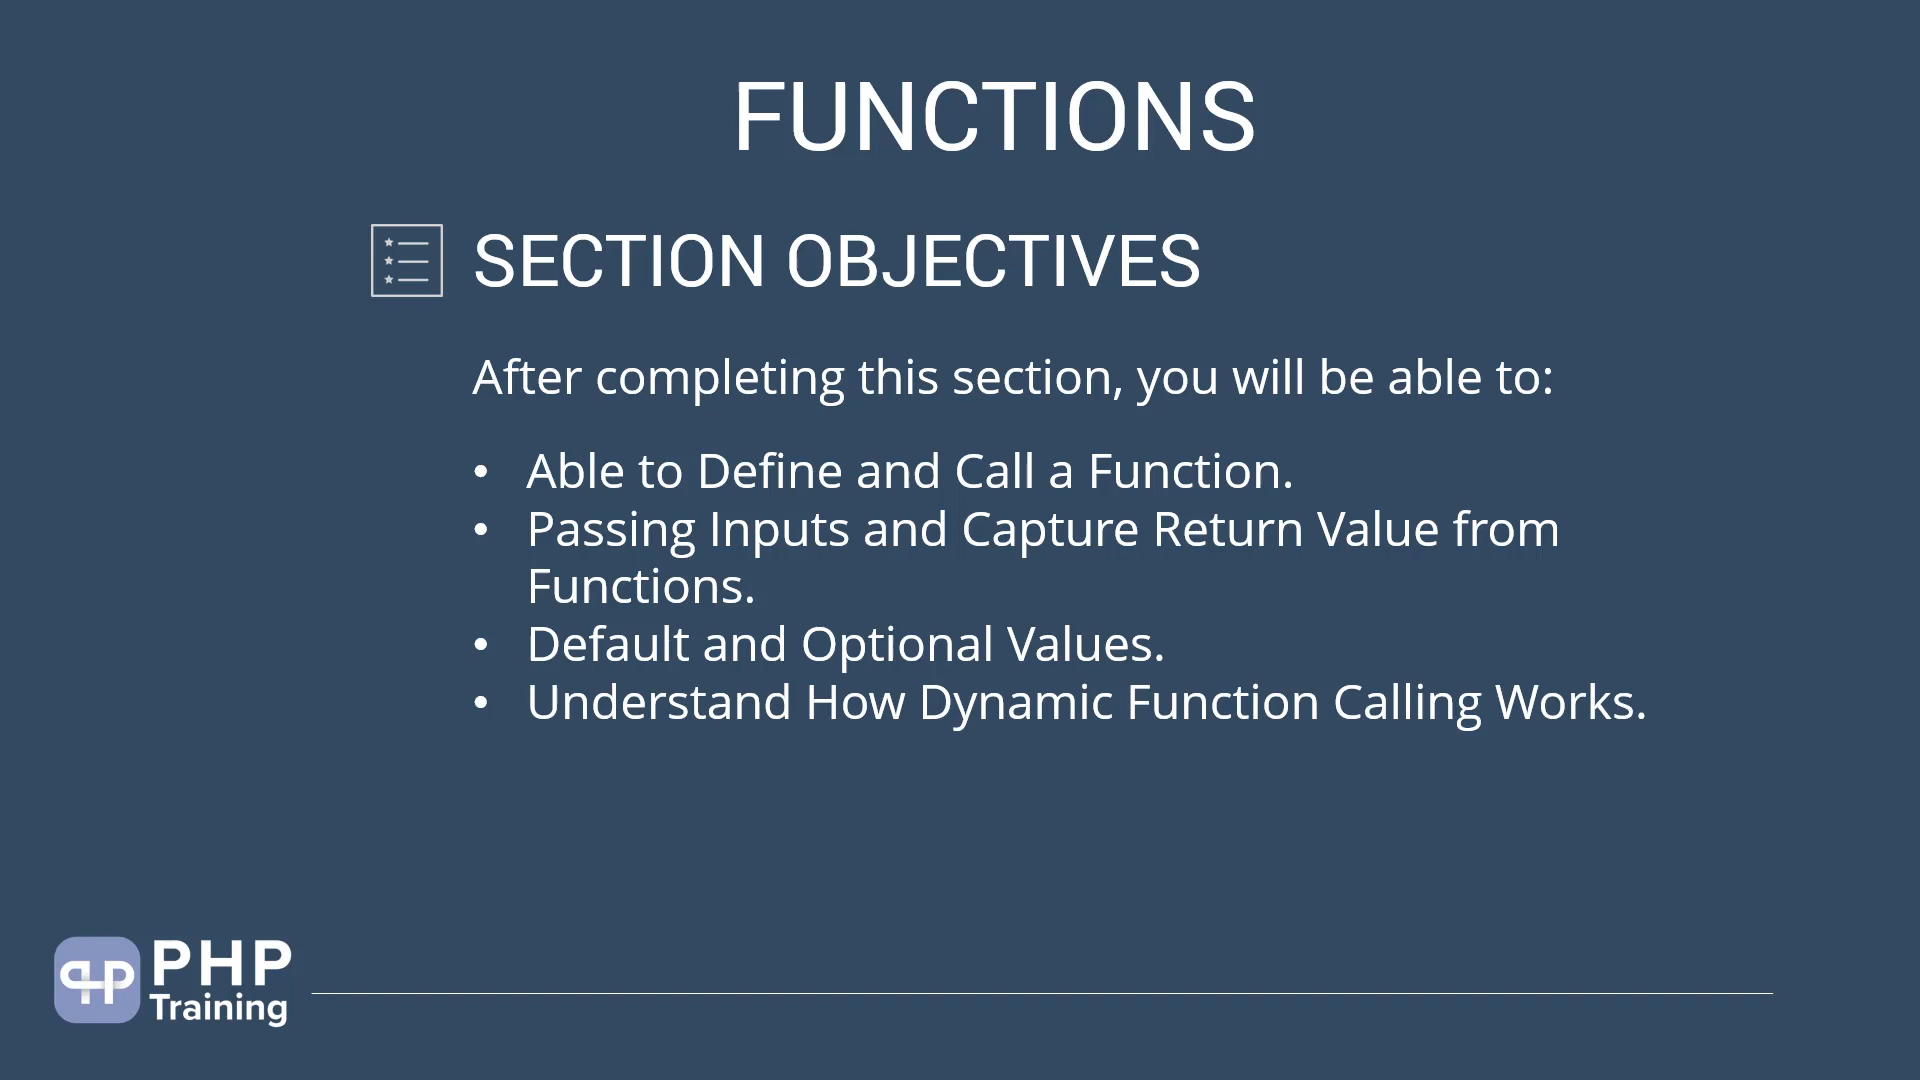 FUNCTIONS
SECTION OBJECTIVES
After completing this section, you will be able to:
• Able to Define and Call a Function.
• Passing Inputs and Capture Return Value from
Functions.
• Default and Optional Values.
• Understand How Dynamic Function Calling Works.
PHP
Training